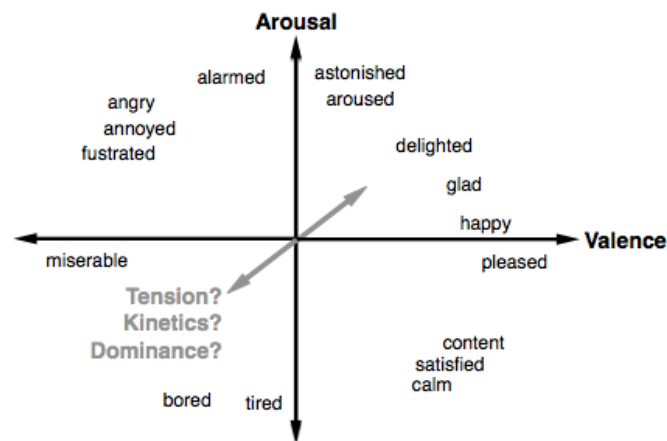 Arousal
alarmed
astonished
aroused
angry
annoyed
fustrated
delighted
glad
happy
Valence
miserable
pleased
Tension?
Kinetics?
Dominance?
content
satisfied
calm
bored
tired